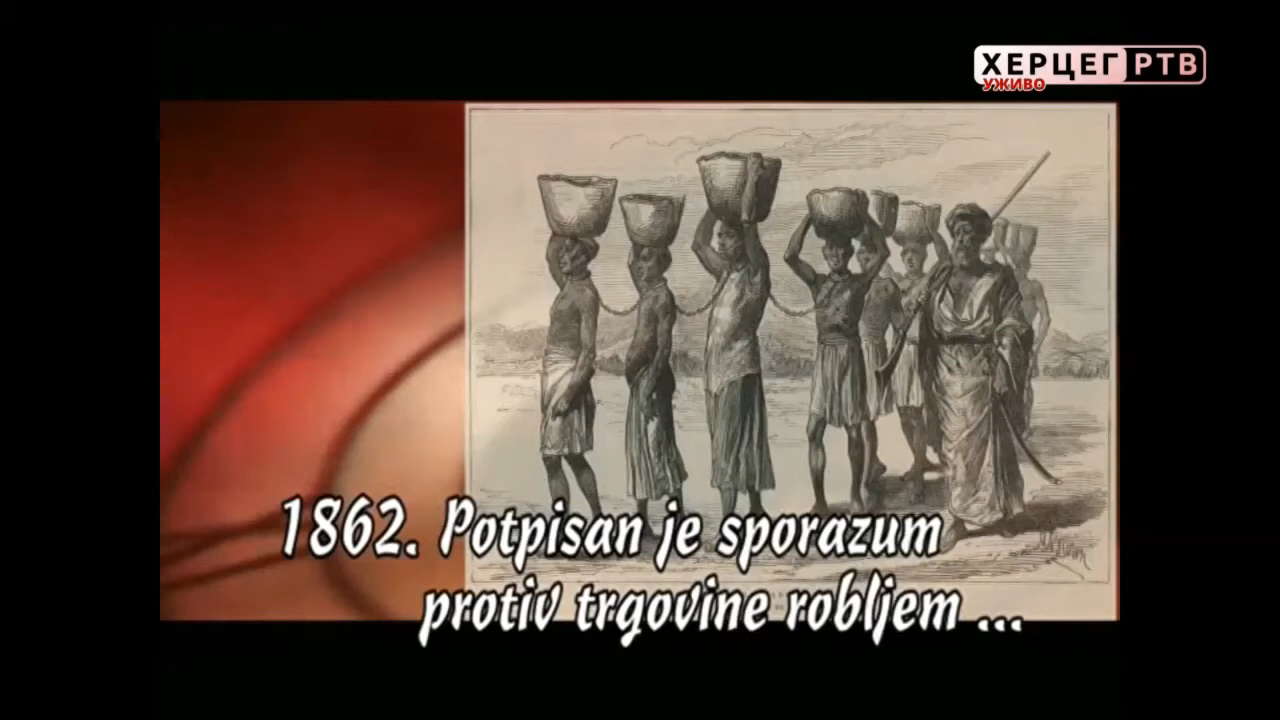 ХЕРЦЕГ РТВ
УЖИВО
1862. Potpisan je sporazum
protiv trgovine robljem ...